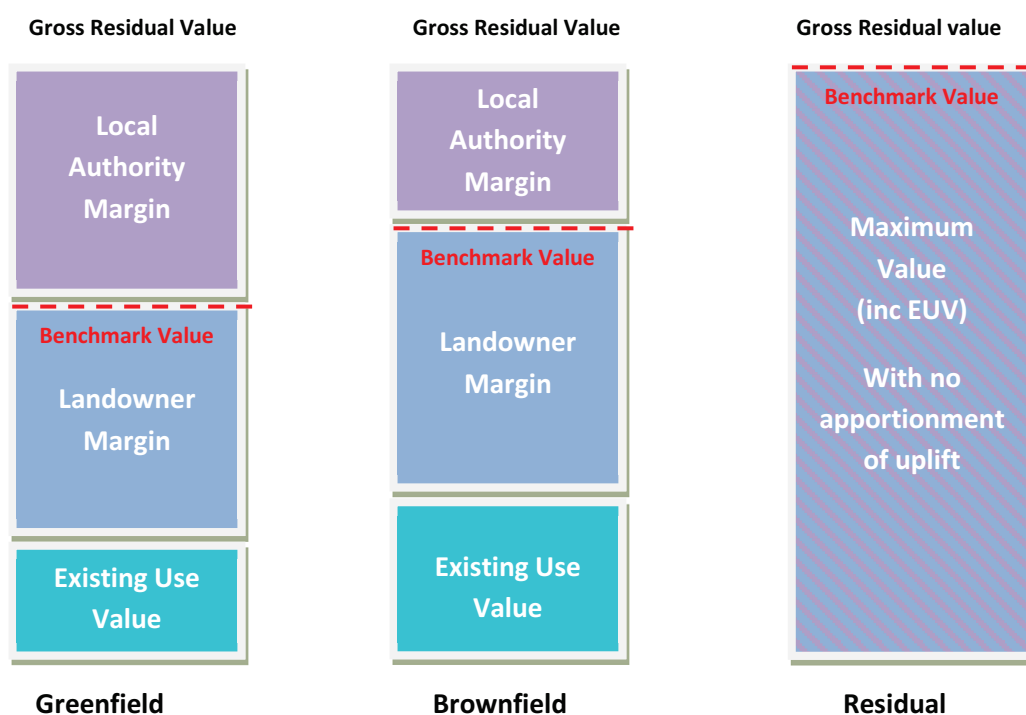 Gross Residual Value
Local
Authority
Margin
Benchmark Value
Landowner
Margin
Existing Use
Value
Greenfield
Gross Residual Value
Local
Authority
Margin
Benchmark Value
Landowner
Margin
Existing Use
Value
Brownfield
Gross Residual value
Benchmark Value
Maximum
Value
(inc EUV)
With no
apportionment
of uplift
Residual